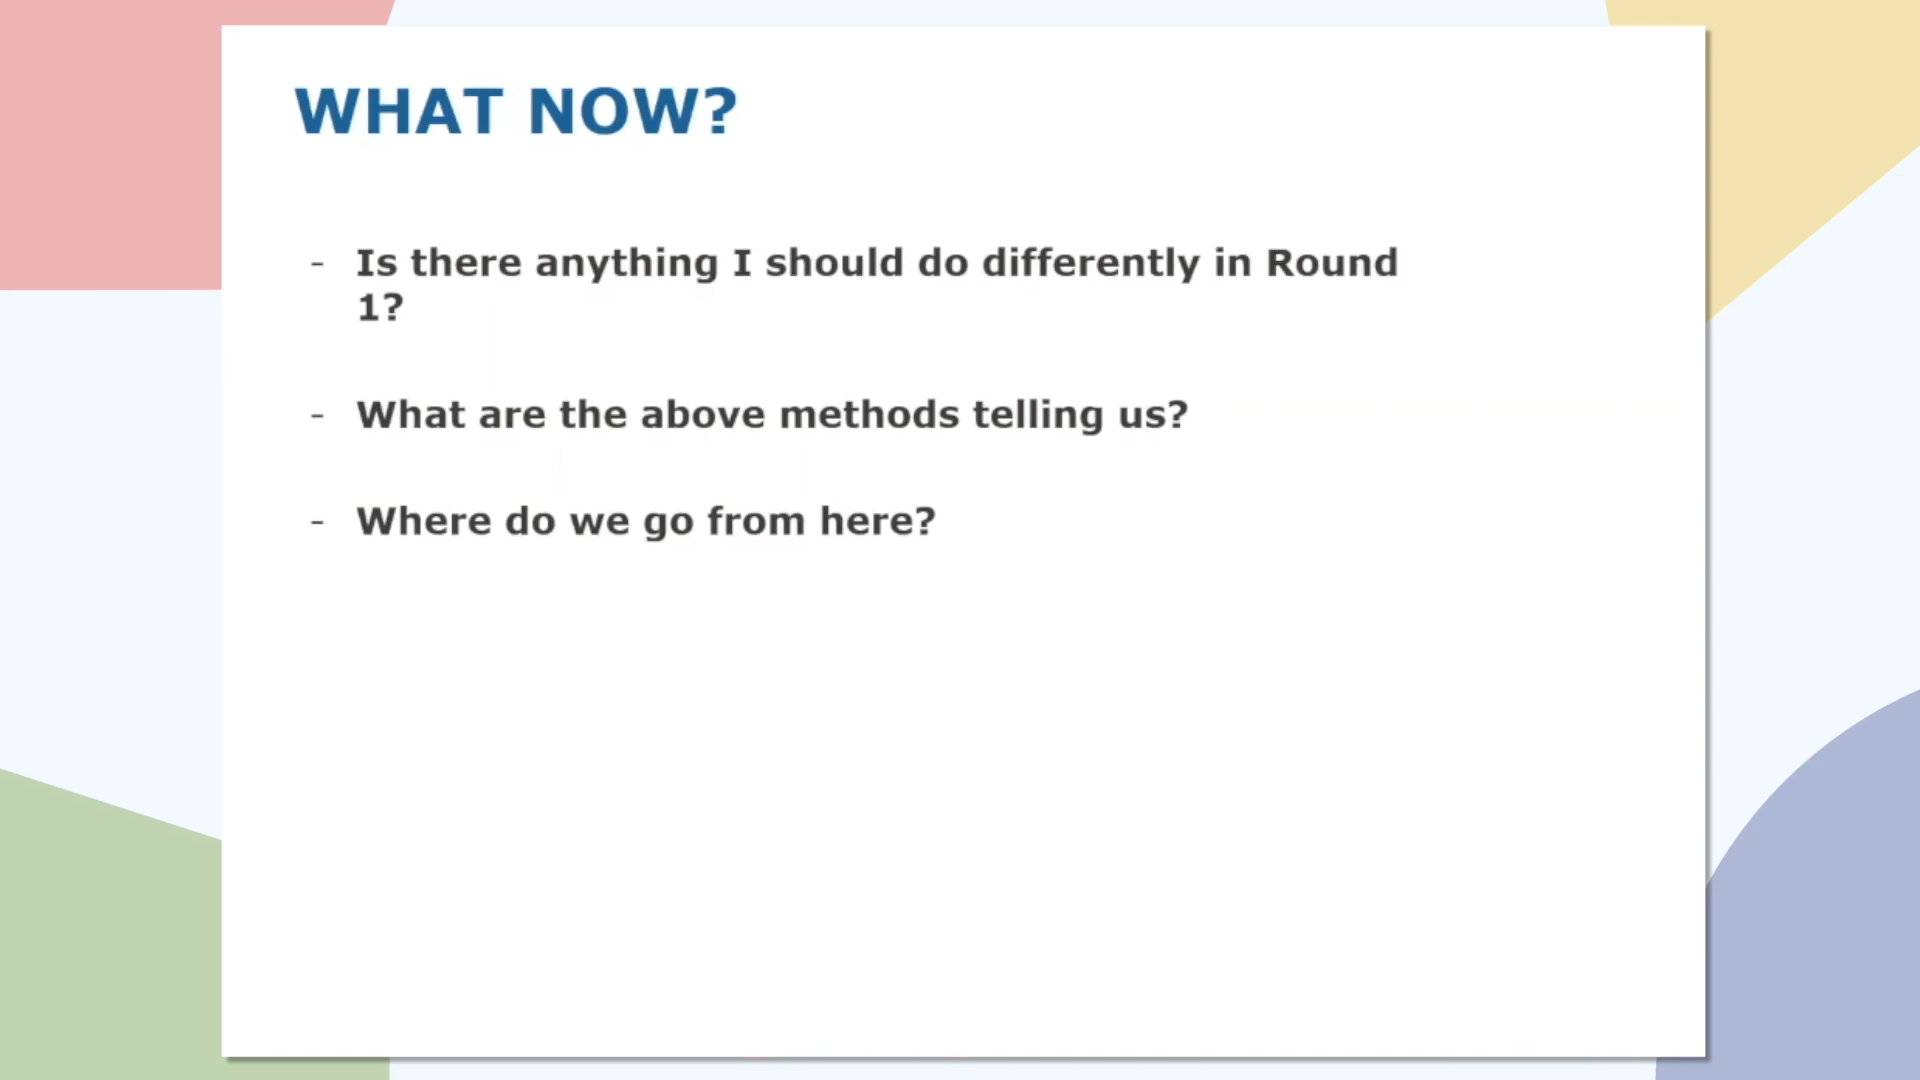 WHAT NOW?
- Is there anything I should do differently in Round
1?
- What are the above methods telling us?
- Where do we go from here?